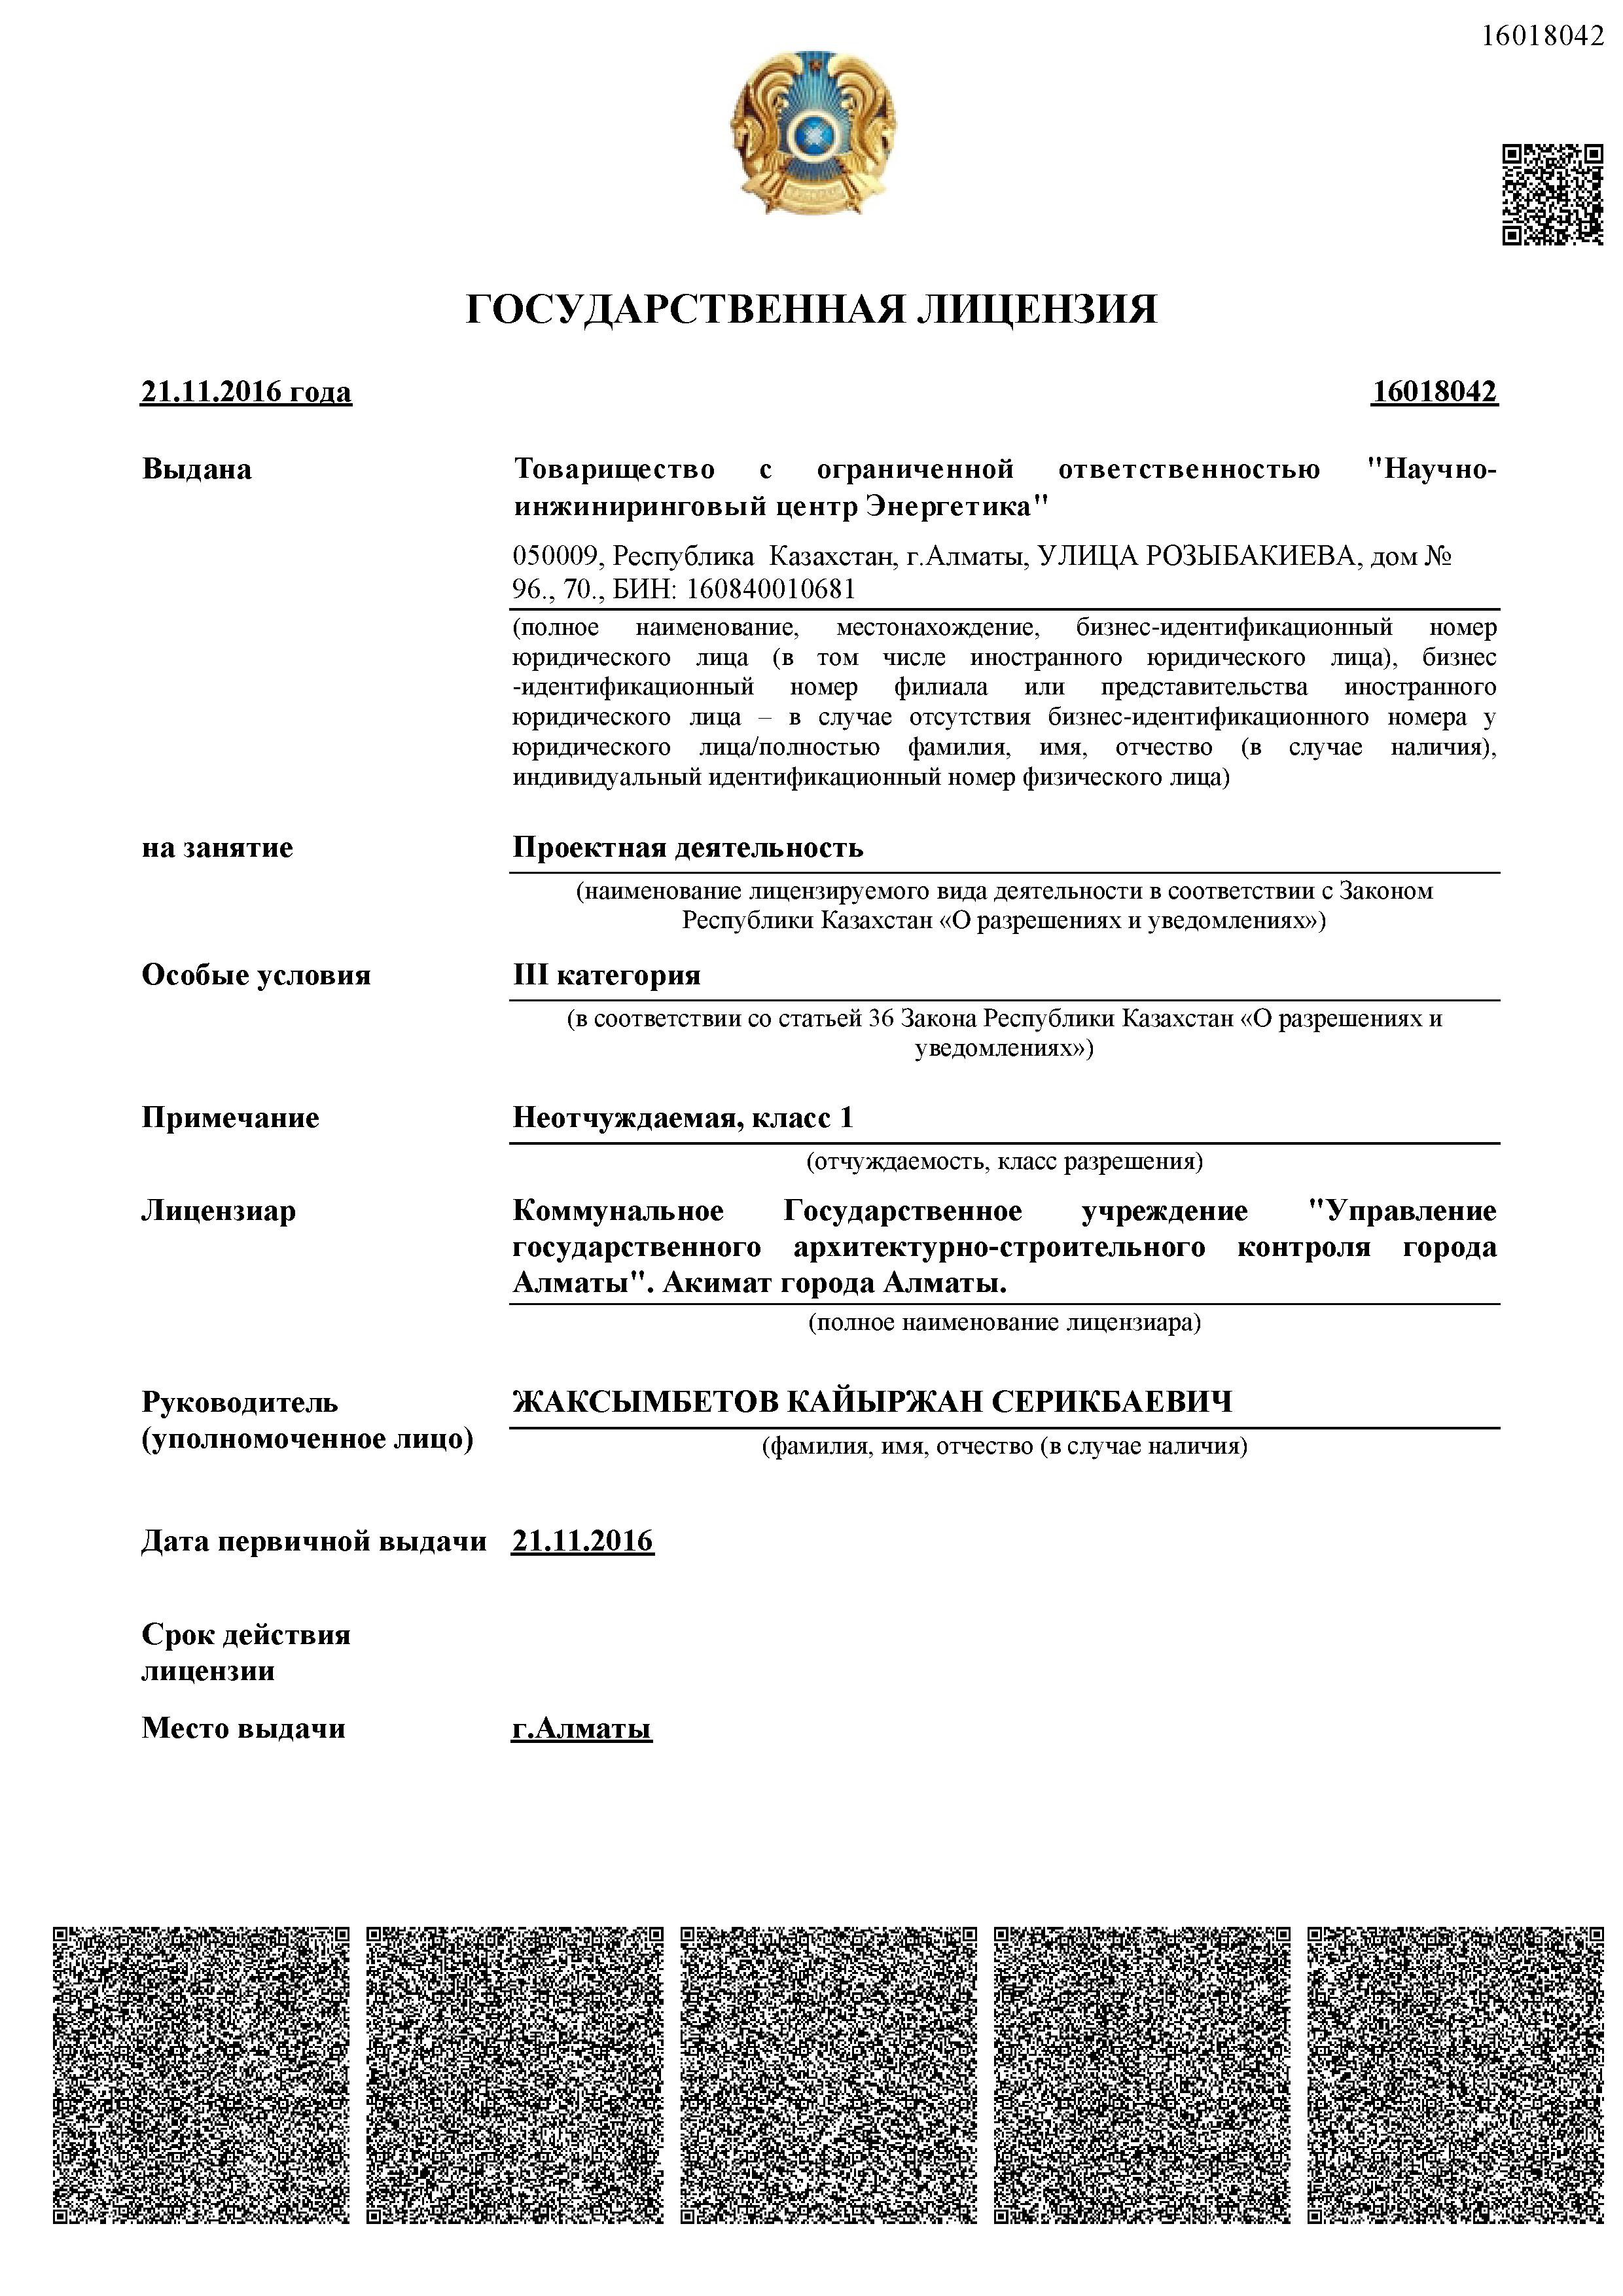 16018042
ГОСУДАРСТВЕННАЯ ЛИЦЕНЗИЯ
21.11.2016 года 16018042
Выдана Товарищество с ограниченной ответственностью "Научно-
инжиниринговый центр Энергетика"
050009, Республика Казахстан, г.Алматы, УЛИЦА РОЗЫБАКИЕВА, дом №
96., 70., БИН: 160840010681
(полное наименование, местонахождение, бизнес-идентификационный номер
юридического лица (в том числе иностранного юридического лица), бизнес
-идентификационный номер филиала или представительства иностранного
юридического лица – в случае отсутствия бизнес-идентификационного номера у
юридического лица/полностью фамилия, имя, отчество (в случае наличия),
индивидуальный идентификационный номер физического лица)
на занятие Проектная деятельность
(наименование лицензируемого вида деятельности в соответствии с Законом
Республики Казахстан «О разрешениях и уведомлениях»)
Особые условия III категория
(в соответствии со статьей 36 Закона Республики Казахстан «О разрешениях и
уведомлениях»)
Примечание Неотчуждаемая, класс 1
(отчуждаемость, класс разрешения)
Лицензиар Коммунальное Государственное учреждение "Управление
государственного архитектурно-строительного контроля города
Алматы". Акимат города Алматы.
(полное наименование лицензиара)
Руководитель ЖАКСЫМБЕТОВ КАЙЫРЖАН СЕРИКБАЕВИЧ
(уполномоченное лицо) (фамилия, имя, отчество (в случае наличия)
Дата первичной выдачи 21.11.2016
Срок действия
лицензии
Место выдачи г.Алматы